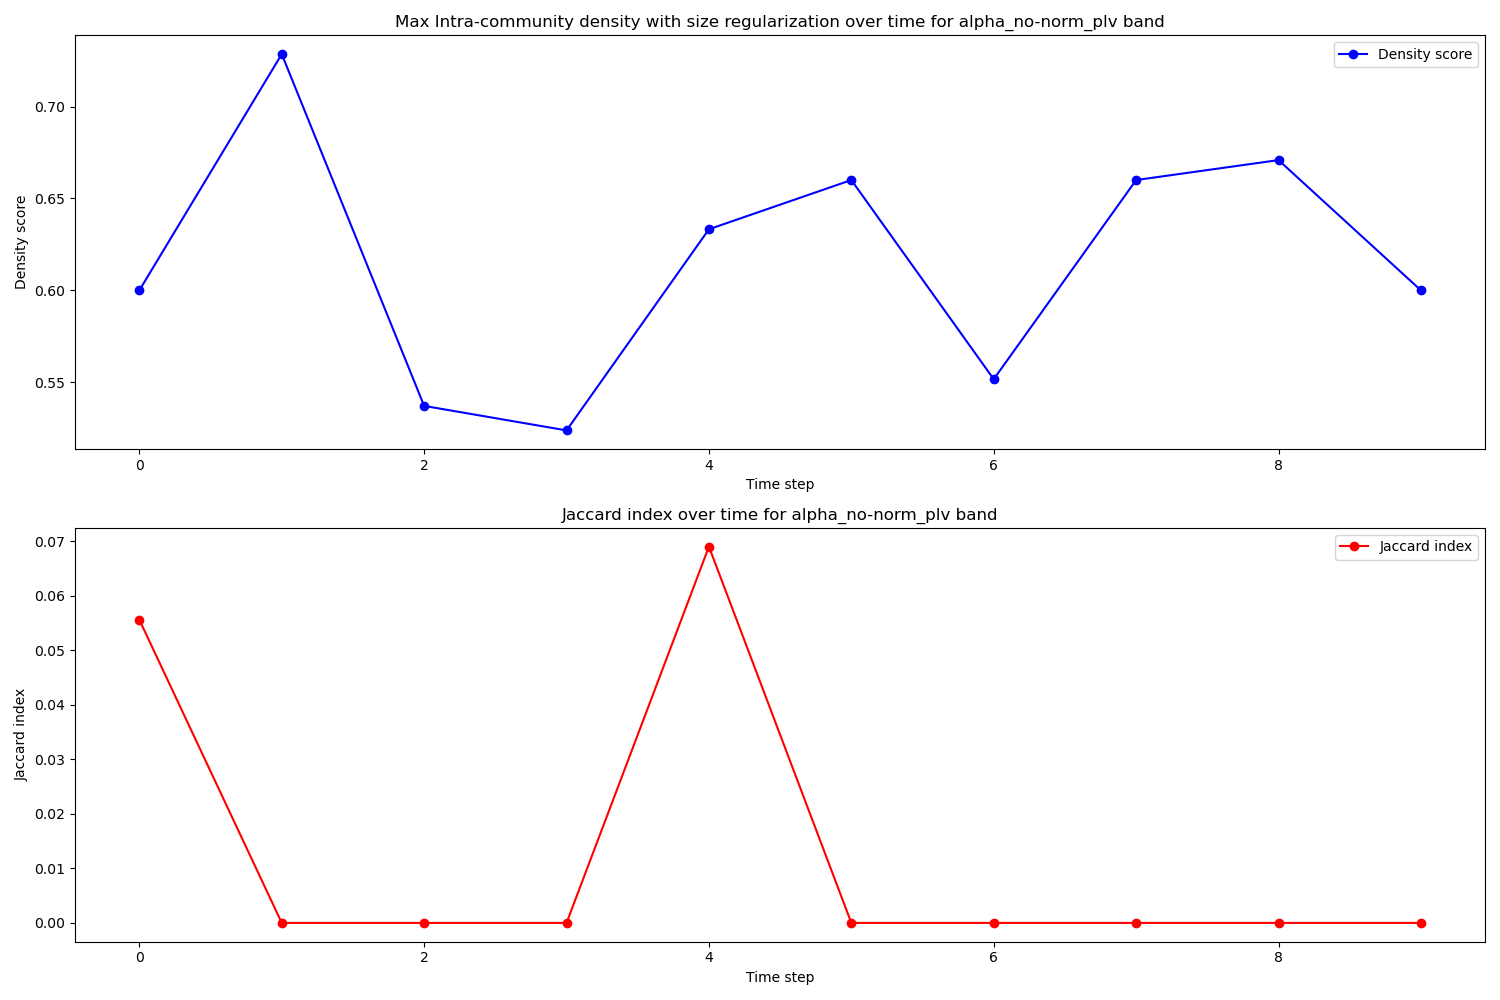 Max Intra-community density with size regularization over time for alpha_no-norm_plv band
Density score
Density score
0.70
0.65
0.60
0.55
0 2 4 6 8
Time step
Jaccard index over time for alpha_no-norm_plv band
Jaccard index
Jaccard index
0.07
0.06
0.05
0.04
0.03
0.02
0.01
0.00
0 2 4 6 8
Time step